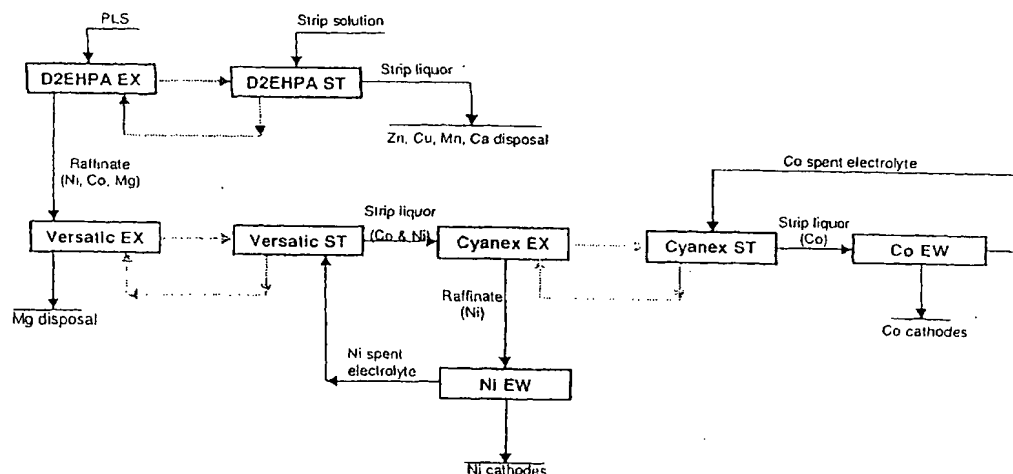 PLS
Strip solution
D2EHPA EX
D2EHPA ST
Strip liquor
Zn, Cu, Mn, Ca disposal
Raffinate
(Ni, Co, Mg)
Co spent electrolyte
Versatic EX
Versatic ST
Strip liquor
(Co & Ni)
Cyanex EX
Cyanex ST
Strip liquor
(Co)
Co EW
Mg disposal
Raffinate
(Ni)
Co cathodes
Ni spent
electrolyte
Ni EW
Ni cathodes